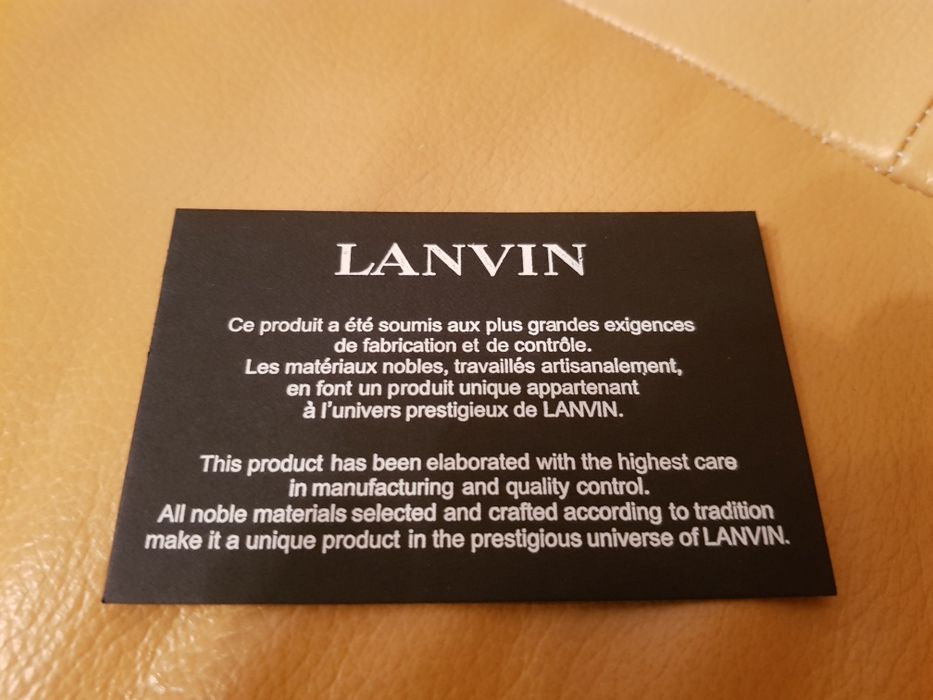 LANVIN
Ce produit a été soumis aux plus grandes exigences
de fabrication et de contrôle.
Les matériaux nobles, travaillés artisanalement,
en font un produit unique appartenant
à l'univers prestigieux de LANVIN.
This product has been elaborated with the highest care
in manufacturing and quality control.
All noble materials selected and crafted according to tradition
make it a unique product in the prestigious universe of LANVIN.